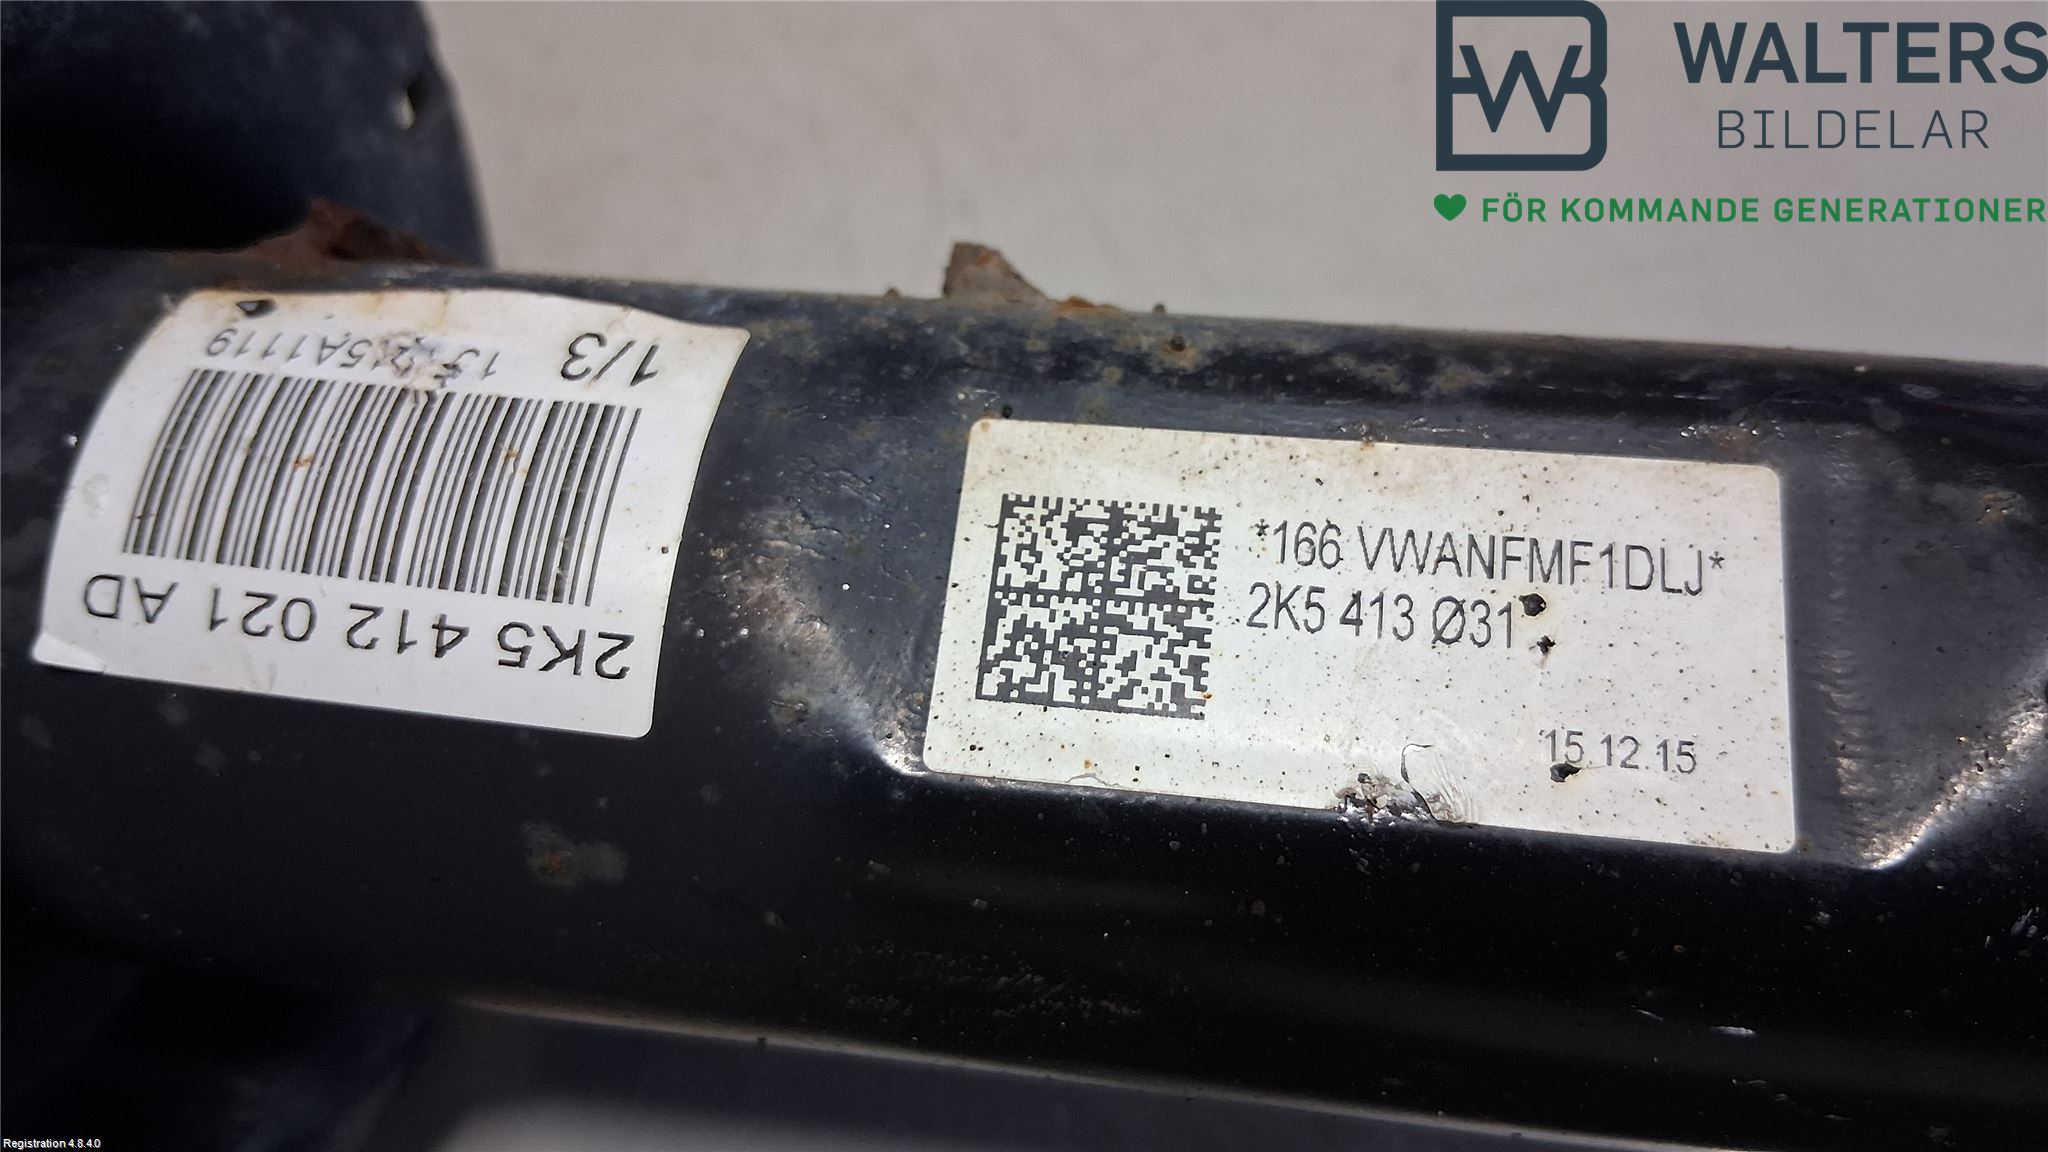 WALTERS
BILDELAR
FÖR KOMMANDE GENERATIONER
2K5 412 021 AD
1/3
*166 VWANFMF1DLJ*
2K5 413 Ø31
15.12.15
Registration 4.8.4.0